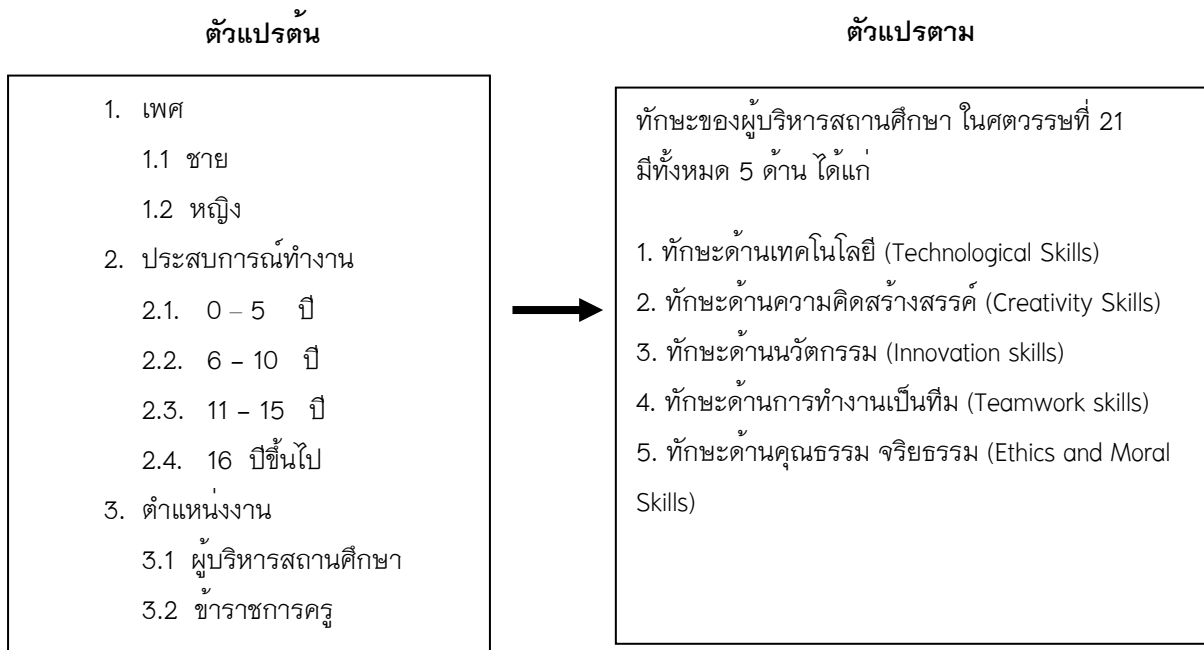 ตัวแปรต้น
1. เพศ
1.1 ชาย
1.2 หญิง
2. ประสบการณ์ทำงาน
2.1. 0 – 5 ปี
2.2. 6 – 10 ปี
2.3. 11 – 15 ปี
2.4. 16 ปีขึ้นไป
3. ตำแหน่งงาน
3.1 ผู้บริหารสถานศึกษา
3.2 ข้าราชการครู
ตัวแปรตาม
ทักษะของผู้บริหารสถานศึกษา ในศตวรรษที่ 21
มีทั้งหมด 5 ด้าน ได้แก่
1. ทักษะด้านเทคโนโลยี (Technological Skills)
2. ทักษะด้านความคิดสร้างสรรค์ (Creativity Skills)
3. ทักษะด้านนวัตกรรม (Innovation skills)
4. ทักษะด้านการทำงานเป็นทีม (Teamwork skills)
5. ทักษะด้านคุณธรรม จริยธรรม (Ethics and Moral
Skills)